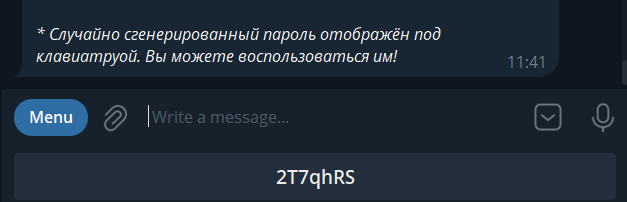 * Случайно сгенерированный пароль отображён под
клавиатруой. Вы можете воспользоваться им!
11:41
Menu
Write a message...
2T7qhRS